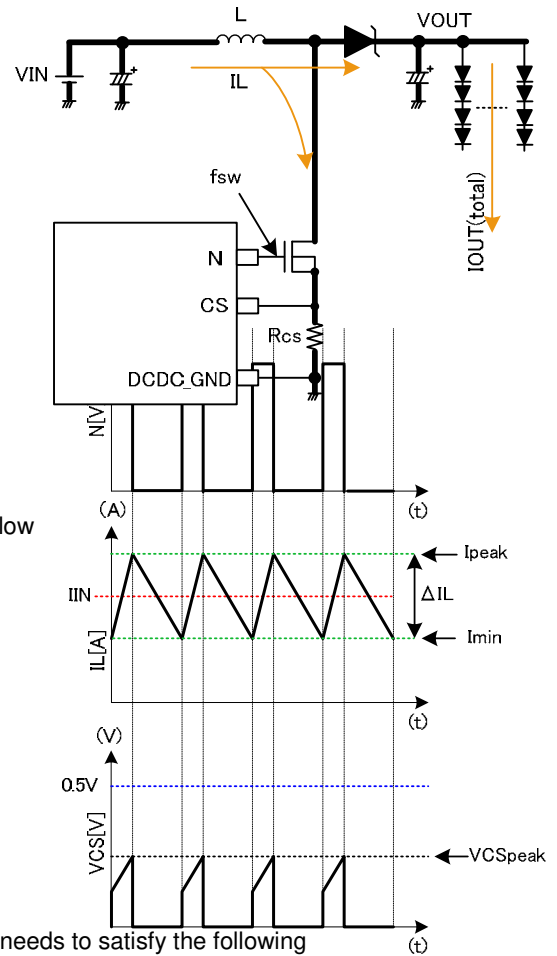 L
VOUT
VIN
IL
fsw
IOUT(total)
N
CS
Rcs
DCDC_GND
N[V
(t)
(A)
low
Ipeak
IIN
ΔIL
IL[A]
Imin
(t)
(V)
0.5V
VCS[V]
VCSpeak
needs to satisfy the following
(t)